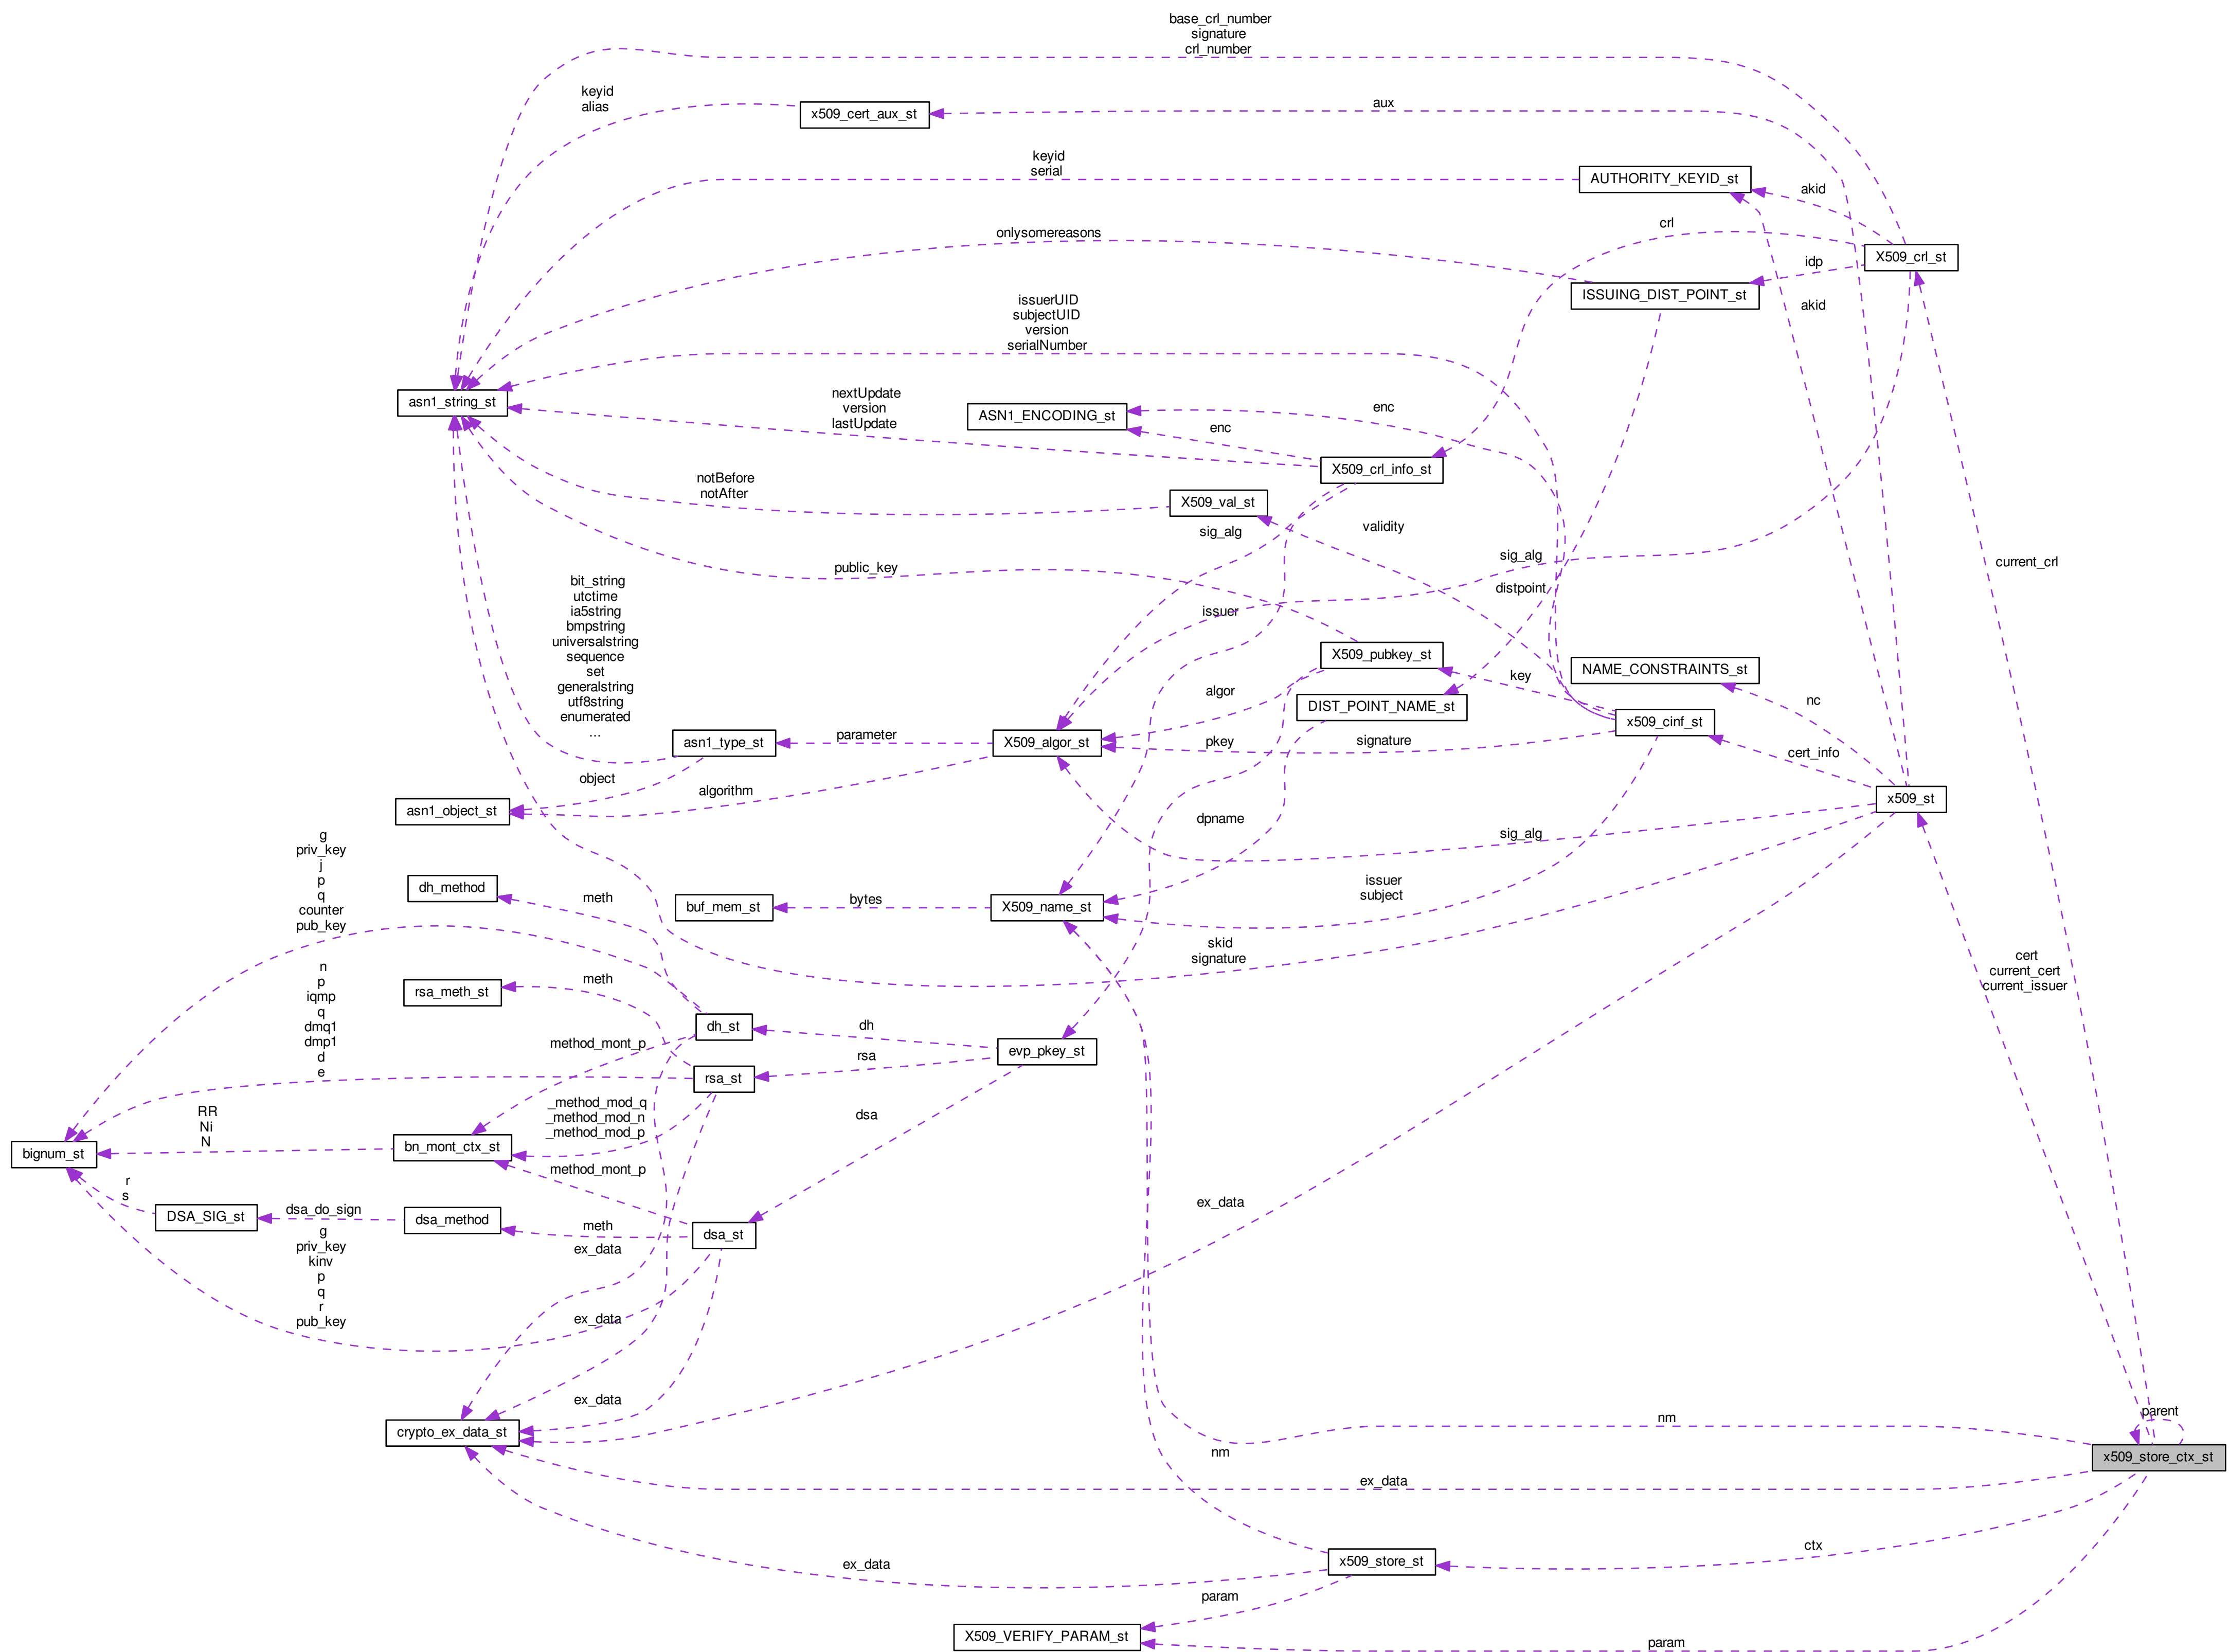 base_crl_number
signature
crl_number
keyid
alias
x509_cert_aux_st
aux
keyid
serial
AUTHORITY_KEYID_st
akid
crl
onlysomereasons
X509_crl_st
idp
ISSUING_DIST_POINT_st
akid
issuerUID
subjectUID
version
serialNumber
asn1_string_st
nextUpdate
version
lastUpdate
ASN1_ENCODING_st
enc
enc
X509_crl_info_st
notBefore
notAfter
X509_val_st
sig_alg
validity
sig_alg
current_crl
public_key
distpoint
bit_string
utctime
ia5string
bmpstring
universalstring
sequence
set
generalstring
utf8string
enumerated
...
issuer
X509_pubkey_st
NAME_CONSTRAINTS_st
key
algor
nc
DIST_POINT_NAME_st
x509_cinf_st
parameter
asn1_type_st
X509_algor_st
pkey
signature
cert_info
object
algorithm
asn1_object_st
x509_st
dpname
sig_alg
g
priv_key
j
p
q
counter
pub_key
dh_method
meth
issuer
subject
buf_mem_st
bytes
X509_name_st
skid
signature
cert
current_cert
current_issuer
n
p
iqmp
q
dmq1
dmp1
d
e
rsa_meth_st
meth
dh_st
dh
method_mont_p
evp_pkey_st
rsa
rsa_st
RR
Ni
N
_method_mod_q
_method_mod_n
_method_mod_p
dsa
bignum_st
bn_mont_ctx_st
method_mont_p
r
s
DSA_SIG_st
dsa_do_sign
dsa_method
meth
dsa_st
ex_data
g
priv_key
kinv
p
q
r
pub_key
ex_data
ex_data
ex_data
crypto_ex_data_st
nm
parent
nm
x509_store_ctx_st
ex_data
ctx
ex_data
x509_store_st
param
X509_VERIFY_PARAM_st
param